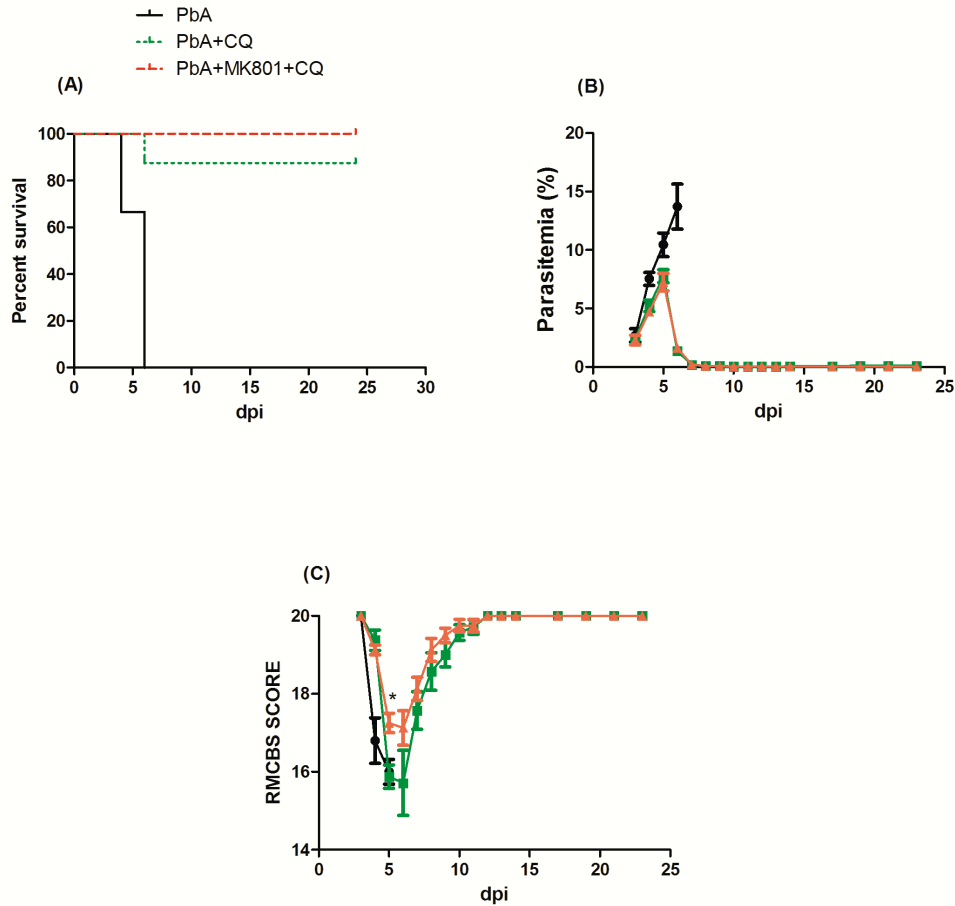 PbA
PbA+CQ
PbA+MK801+CQ
(A)
Percent survival
100
80
60
40
20
0
0 5 10 15 20 25 30
dpi
(B)
Parasitemia (%)
20
15
10
5
0
0 5 10 15 20 25
dpi
(C)
RMCBS SCORE
20
18
16
14
*
0 5 10 15 20 25
dpi